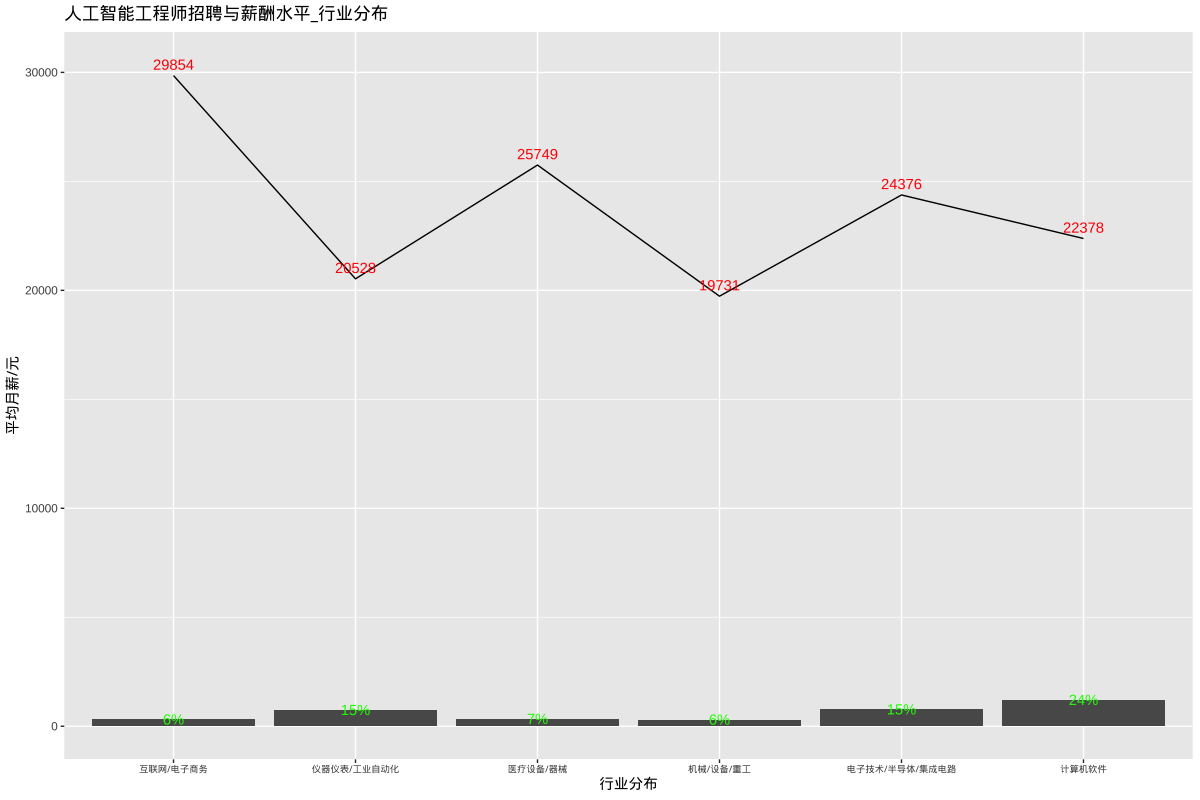 人工智能工程师招聘与薪酬水平_行业分布
29854
30000
25749
24376
22378
20528
20000
19731
平均月薪/元
10000
24%
15%
15%
6%
7%
6%
0
互联网/电子商务
仪器仪表/工业自动化
医疗设备/器械
机械/设备/重工
电子技术/半导体/集成电路
计算机软件
行业分布